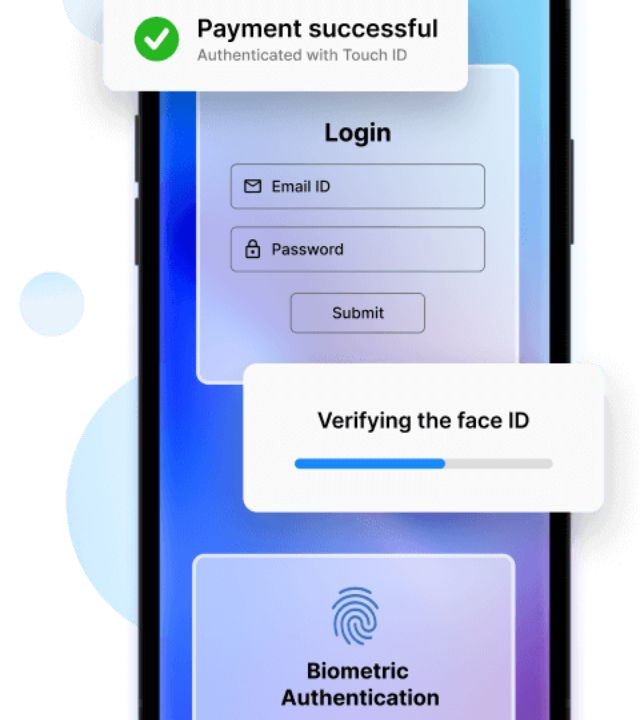 Payment successful
Authenticated with Touch ID
Login
Email ID
Password
Submit
Verifying the face ID
Biometric
Authentication